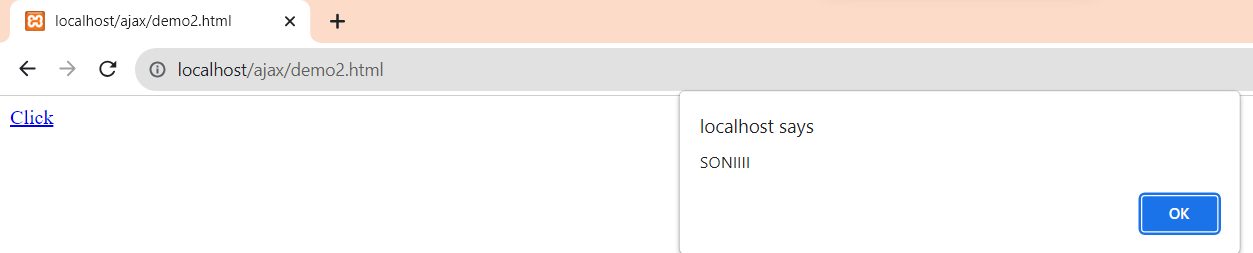 localhost/ajax/demo2.html
localhost/ajax/demo2.html
Click
localhost says
SONIIII
OK